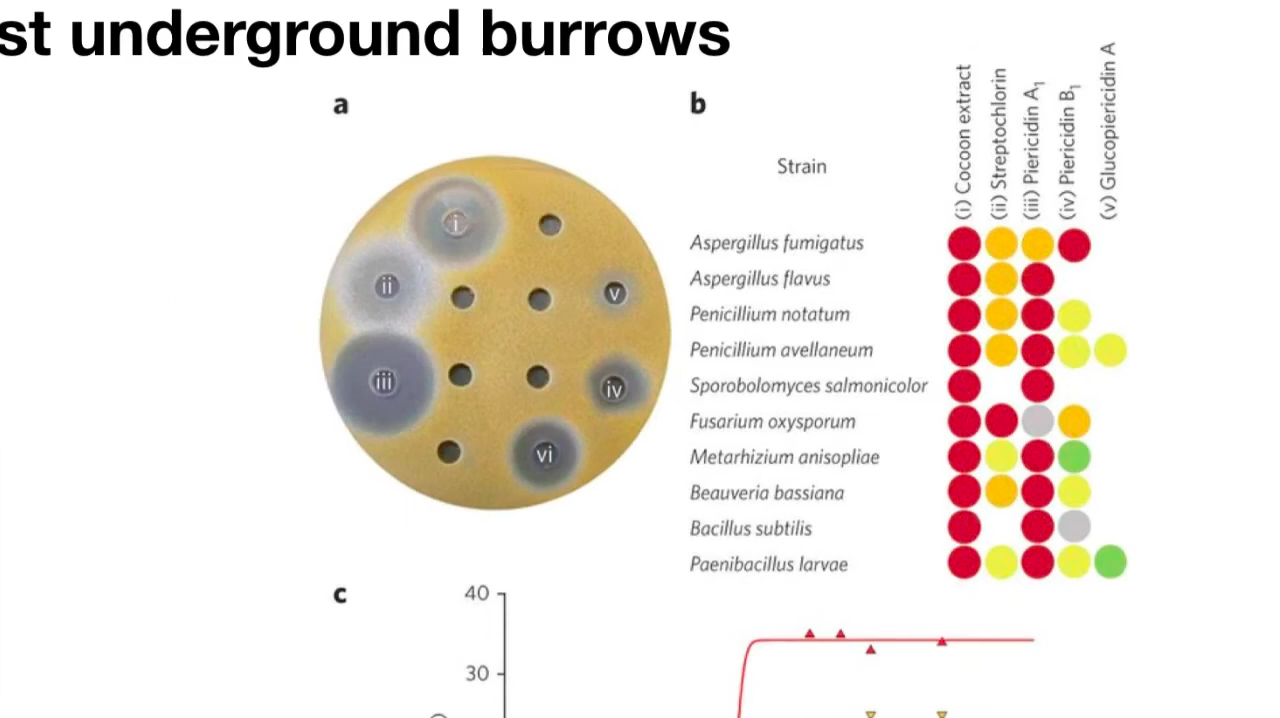 st underground burrows
a
b
Strain
(i) Cocoon extract
(ii) Streptochlorin
(iii) Piericidin A1
(iv) Piericidin B1
(v) Glucopiericidin A
i
ii
v
iii
iv
vi
Aspergillus fumigatus
Aspergillus flavus
Penicillium notatum
Penicillium avellaneum
Sporobolomyces salmonicolor
Fusarium oxysporum
Metarhizium anisopliae
Beauveria bassiana
Bacillus subtilis
Paenibacillus larvae
c
40
30